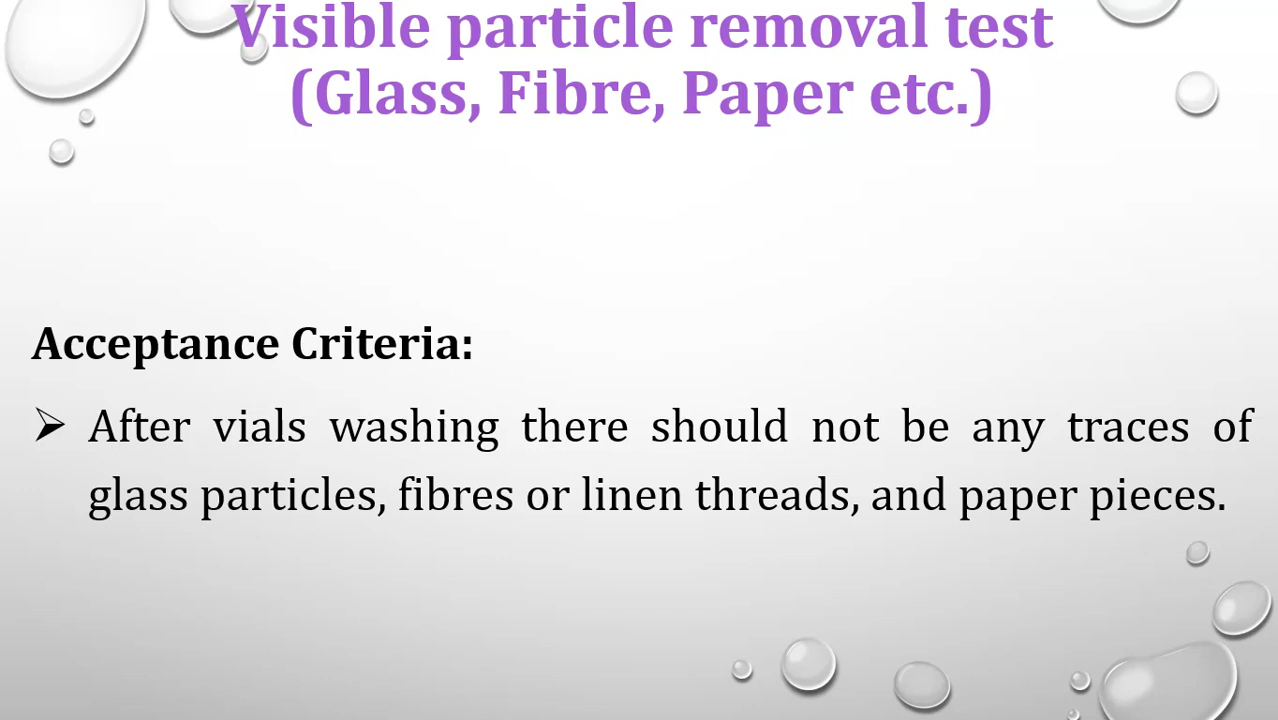 Visible particle removal test
(Glass, Fibre, Paper etc.)
Acceptance Criteria:
➢ After vials washing there should not be any traces of
glass particles, fibres or linen threads, and paper pieces.